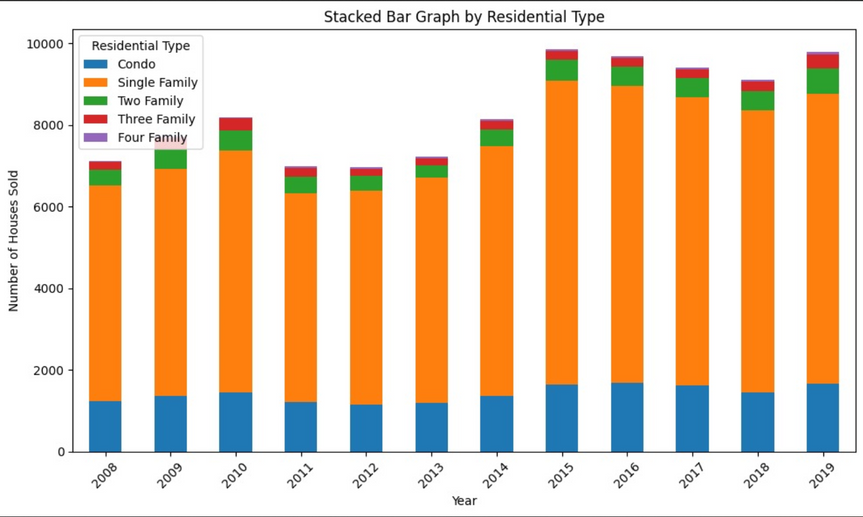 Stacked Bar Graph by Residential Type
10000
8000
6000
4000
2000
0
Number of Houses Sold
Residential Type
Condo
Single Family
Two Family
Three Family
Four Family
2008
2009
2010
2011
2012
2013
2014
2015
2016
2017
2018
2019
Year